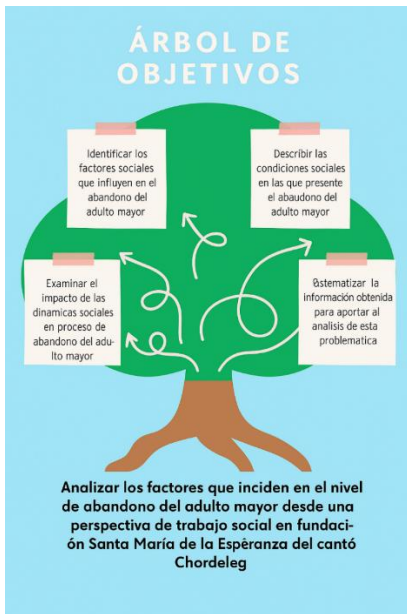 ÁRBOL DE
OBJETIVOS
Identificar los
factores sociales
que influyen en el
abandono del
adulto mayor
Describir las
condiciones sociales
en las que presente
el abaudono del
adulto mayor
Examinar el
impacto de las
dinamicas sociales
en proceso de
abandono del adu-
lto mayor
Bstematizar la
información obtenida
para aportar al
analisis de esta
problematica
Analizar los factores que inciden en el nivel
de abandono del adulto mayor desde una
perspectiva de trabajo social en fundaci-
ón Santa María de la Espèranza del cantó
Chordeleg